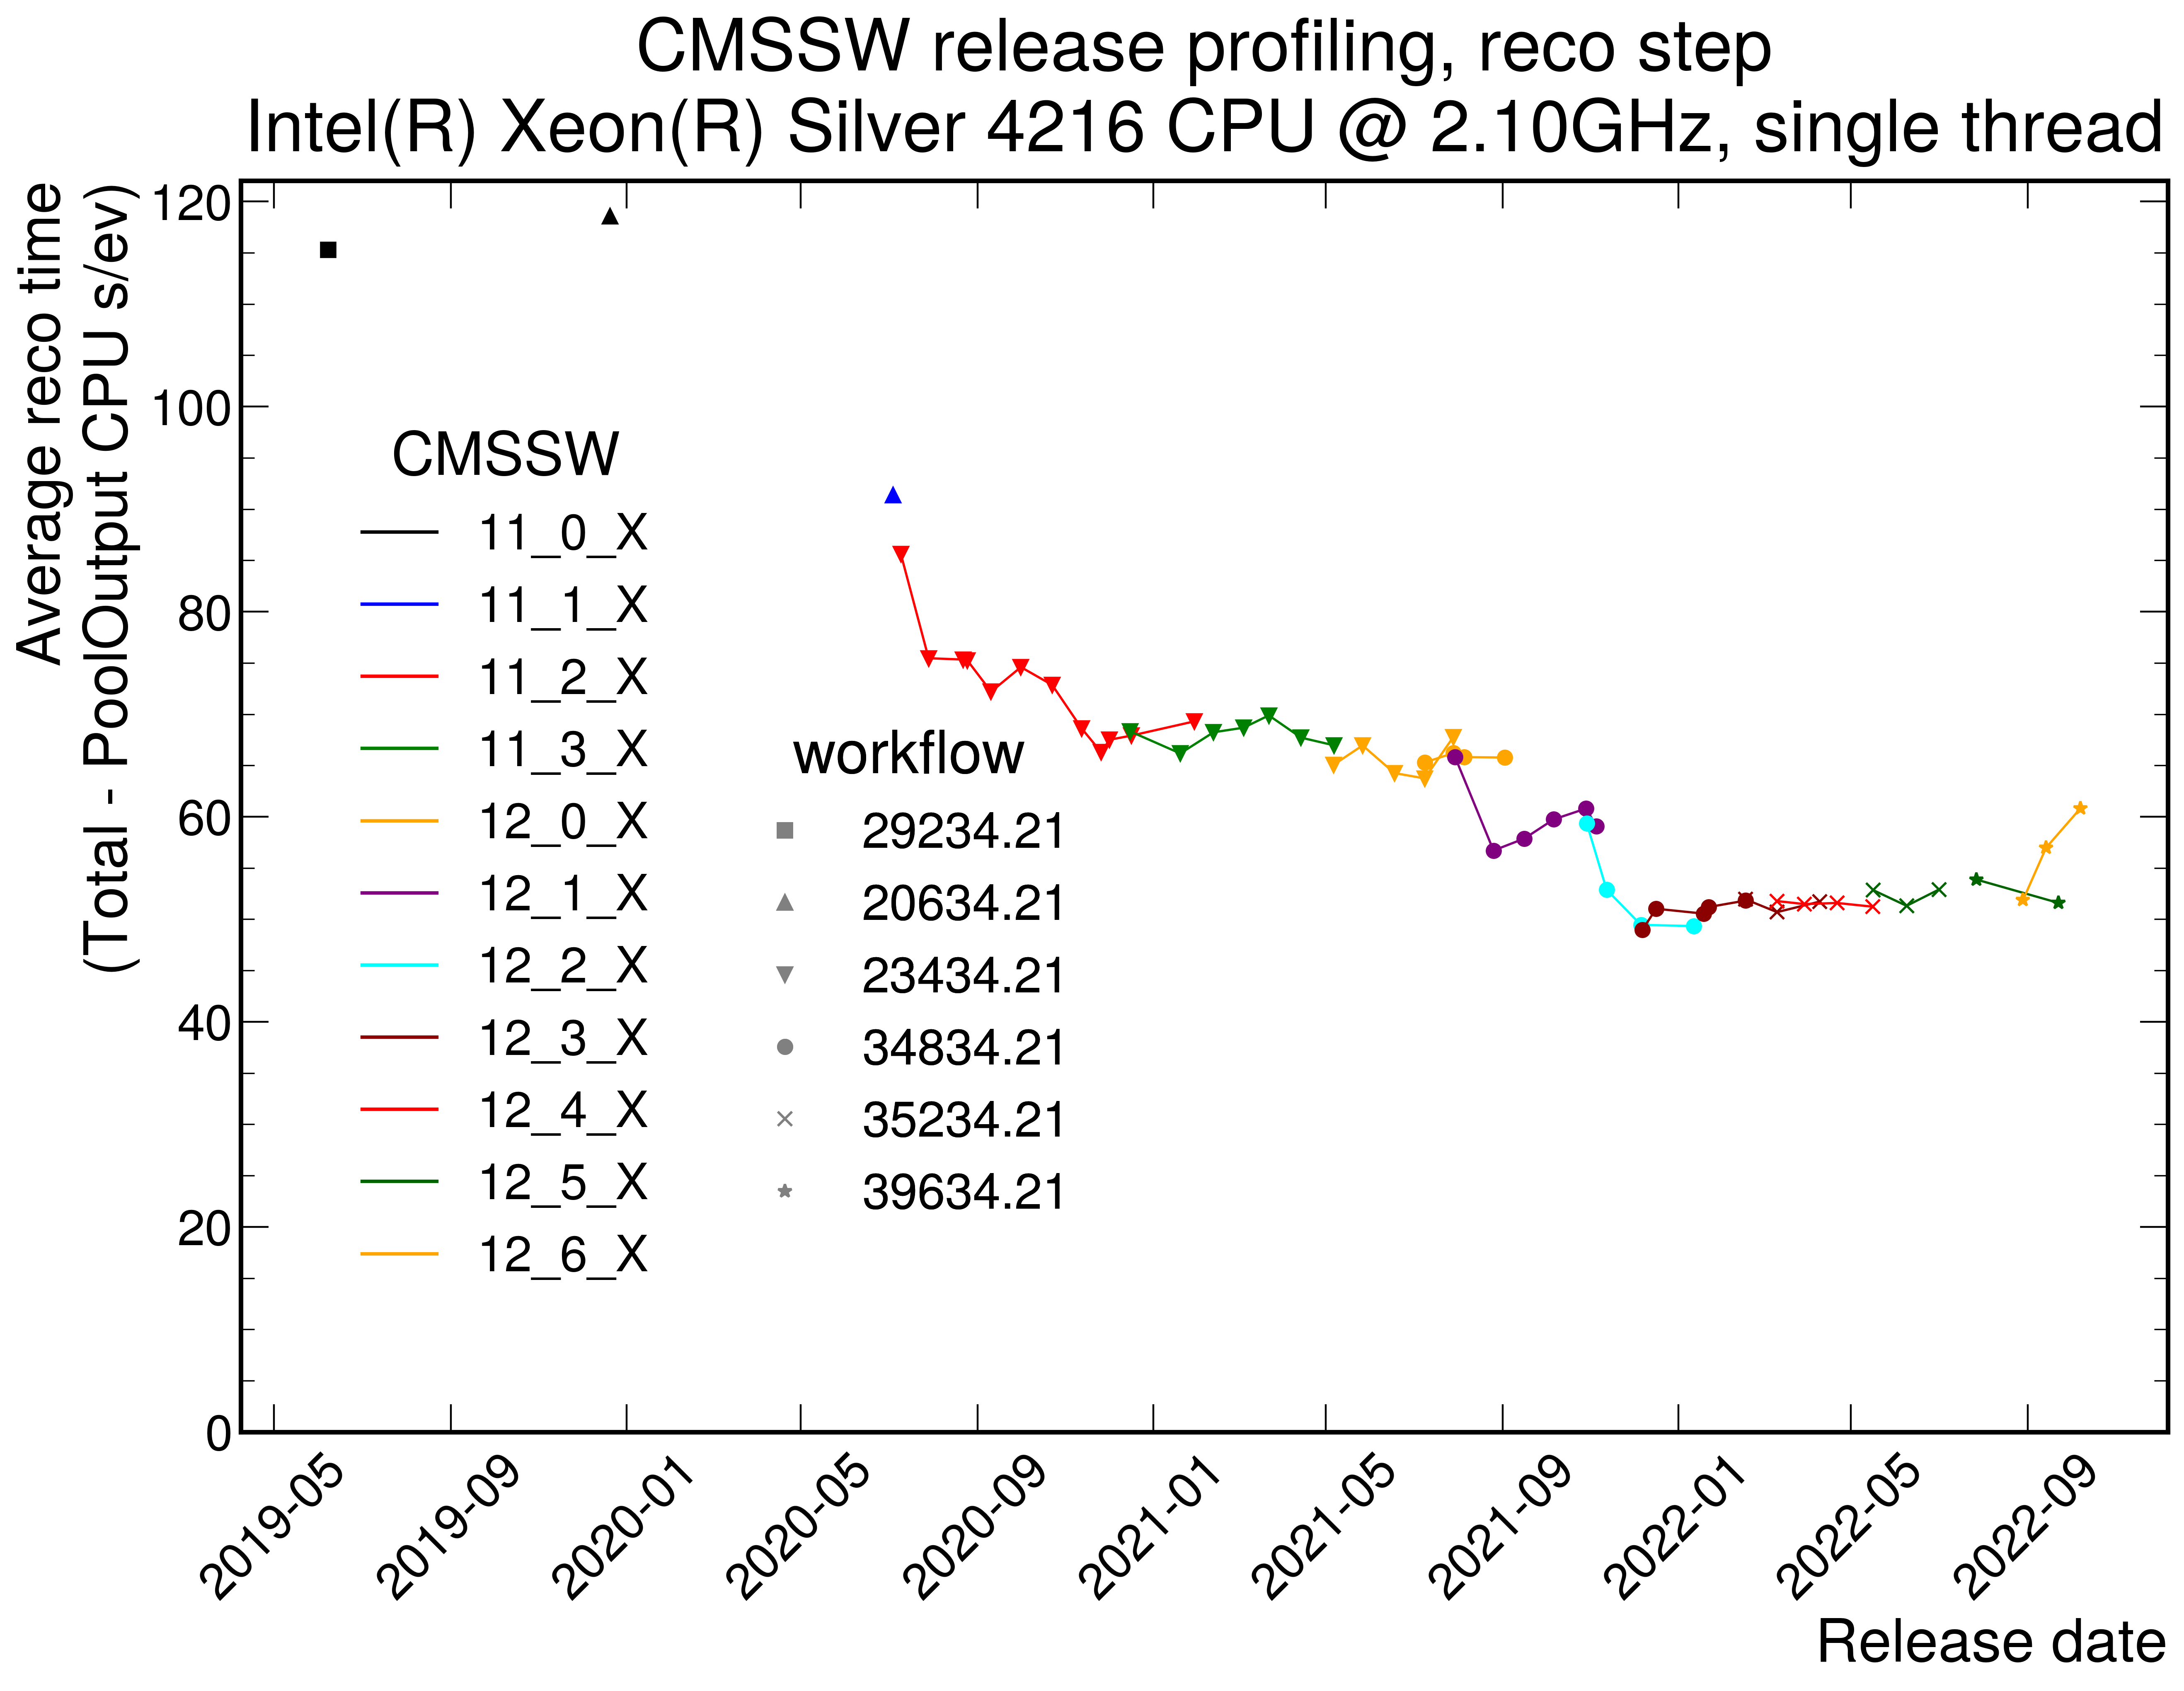 CMSSW release profiling, reco step
Intel(R) Xeon(R) Silver 4216 CPU @ 2.10GHz, single thread
Average reco time
(Total - PoolOutput CPU s/ev)
120
100
80
60
40
20
0
CMSSW
11_0_X
11_1_X
11_2_X
11_3_X
12_0_X
12_1_X
12_2_X
12_3_X
12_4_X
12_5_X
12_6_X
workflow
29234.21
20634.21
23434.21
34834.21
35234.21
39634.21
2019-05
2019-09
2020-01
2020-05
2020-09
2021-01
2021-05
2021-09
2022-01
2022-05
2022-09
Release date